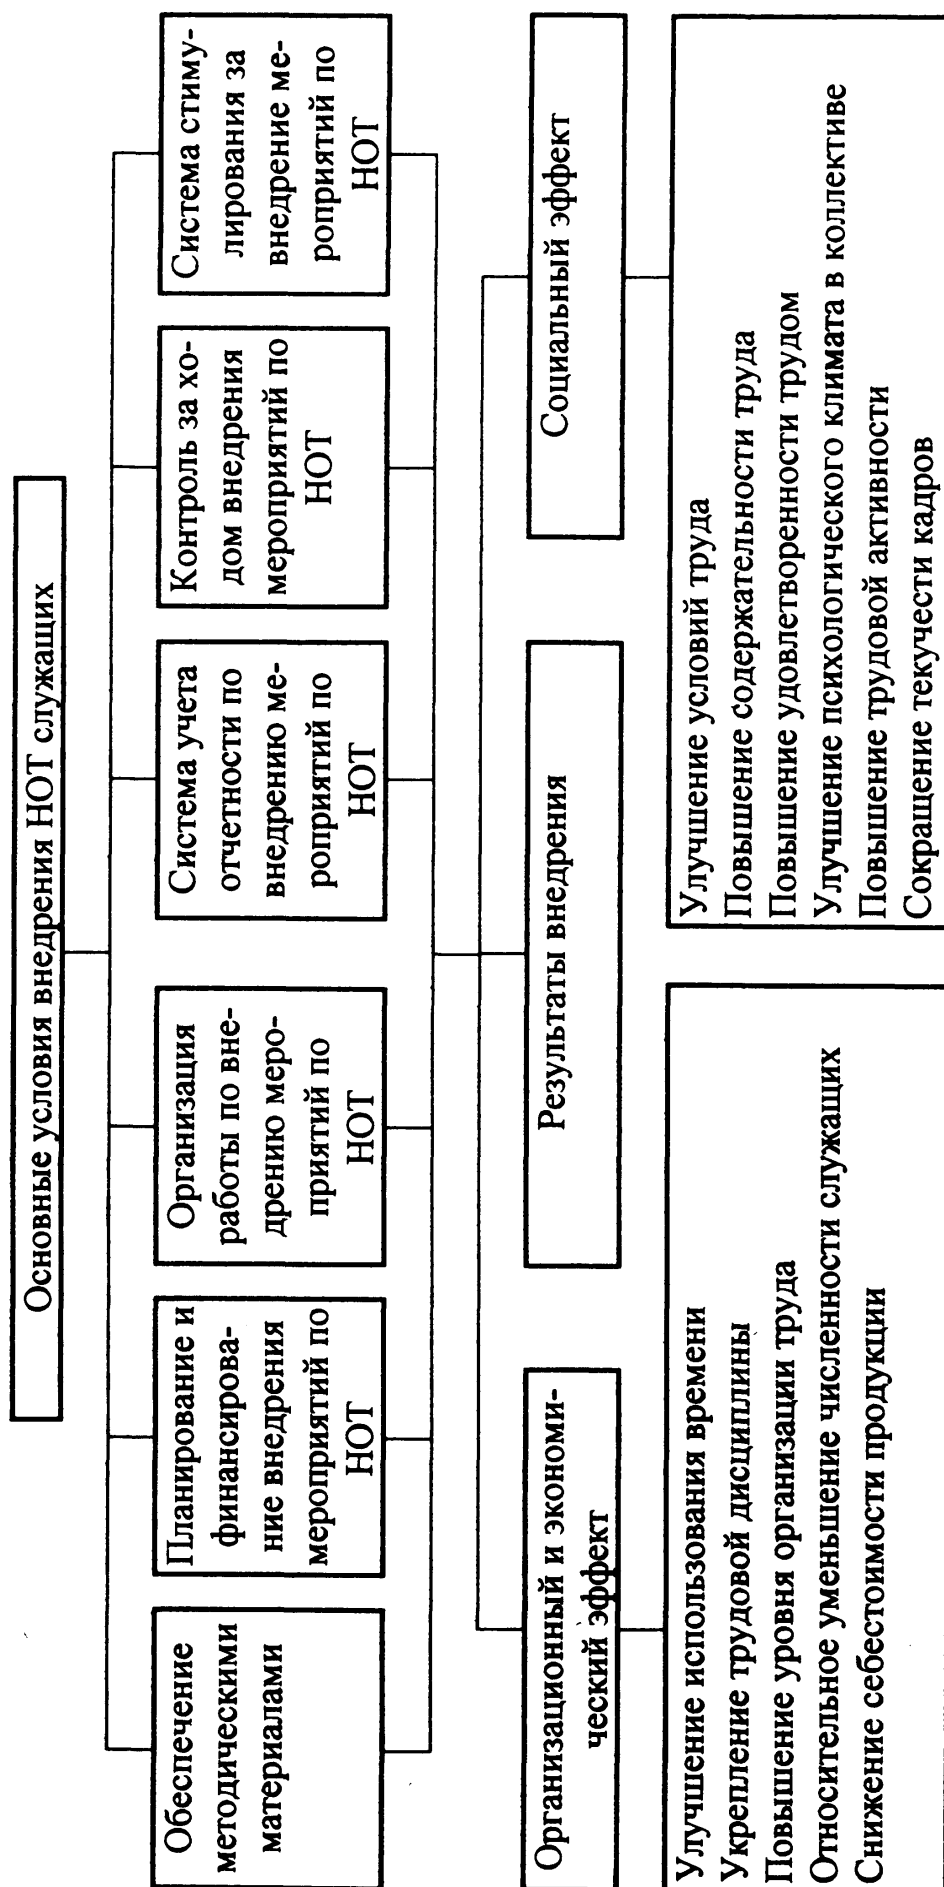 Основные условия внедрения НОТ служащих
Обеспечение
методическими
материалами
Планирование и
финансирова-
ние внедрения
мероприятий по
НОТ
Организация
работы по вне-
дрению меро-
приятий по
НОТ
Система учета
отчетности по
внедрению ме-
роприятий по
НОТ
Контроль за хо-
дом внедрения
мероприятий по
НОТ
Система стиму-
лирования за
внедрение ме-
роприятий по
НОТ
Организационный и экономи-
ческий эффект
Результаты внедрения
Социальный эффект
Улучшение использования времени
Укрепление трудовой дисциплины
Повышение уровня организации труда
Относительное уменьшение численности служащих
Снижение себестоимости продукции
Улучшение условий труда
Повышение содержательности труда
Повышение удовлетворенности трудом
Улучшение психологического климата в коллективе
Повышение трудовой активности
Сокращение текучести кадров